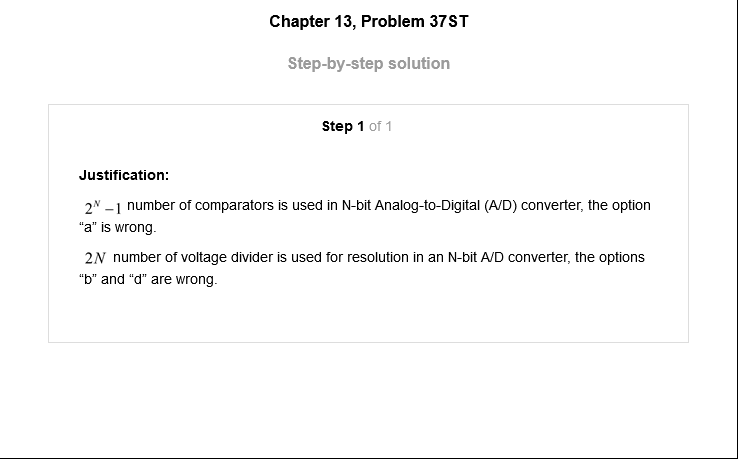 Chapter 13, Problem 37ST
Step-by-step solution
Step 1 of 1
Justification:
2^N – 1 number of comparators is used in N-bit Analog-to-Digital (A/D) converter, the option
“a” is wrong.
2N number of voltage divider is used for resolution in an N-bit A/D converter, the options
“b” and “d” are wrong.